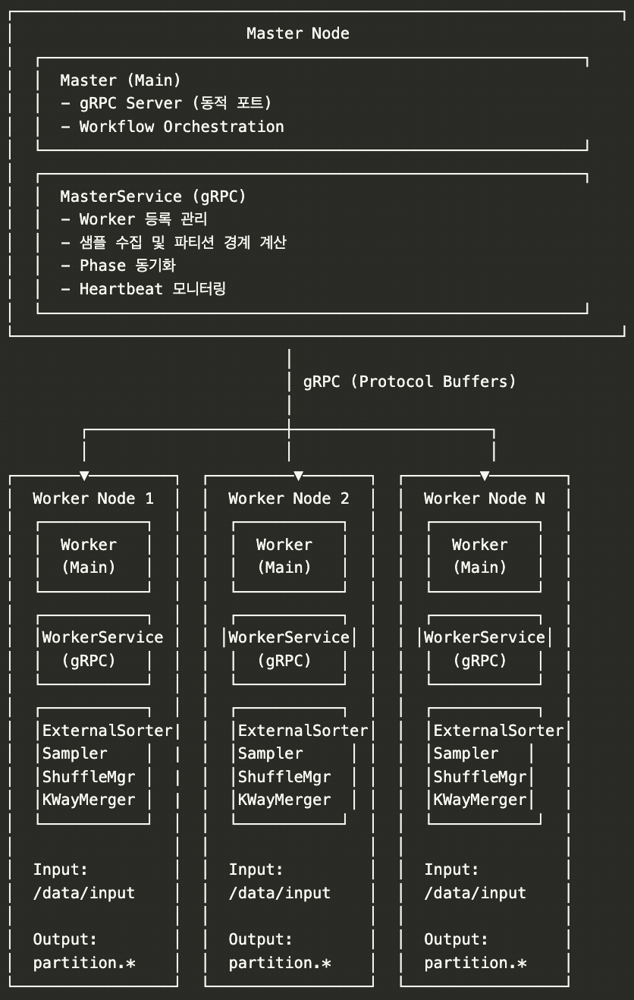 Master Node
Master (Main)
- gRPC Server (동적 포트)
- Workflow Orchestration
MasterService (gRPC)
- Worker 등록 관리
- 샘플 수집 및 파티션 경계 계산
- Phase 동기화
- Heartbeat 모니터링
gRPC (Protocol Buffers)
Worker Node 1
Worker
(Main)
WorkerService
(gRPC)
ExternalSorter
Sampler
ShuffleMgr
KWayMerger
Input:
/data/input
Output:
partition.*
Worker Node 2
Worker
(Main)
WorkerService
(gRPC)
ExternalSorter
Sampler
ShuffleMgr
KWayMerger
Input:
/data/input
Output:
partition.*
Worker Node N
Worker
(Main)
WorkerService
(gRPC)
ExternalSorter
Sampler
ShuffleMgr
KWayMerger
Input:
/data/input
Output:
partition.*